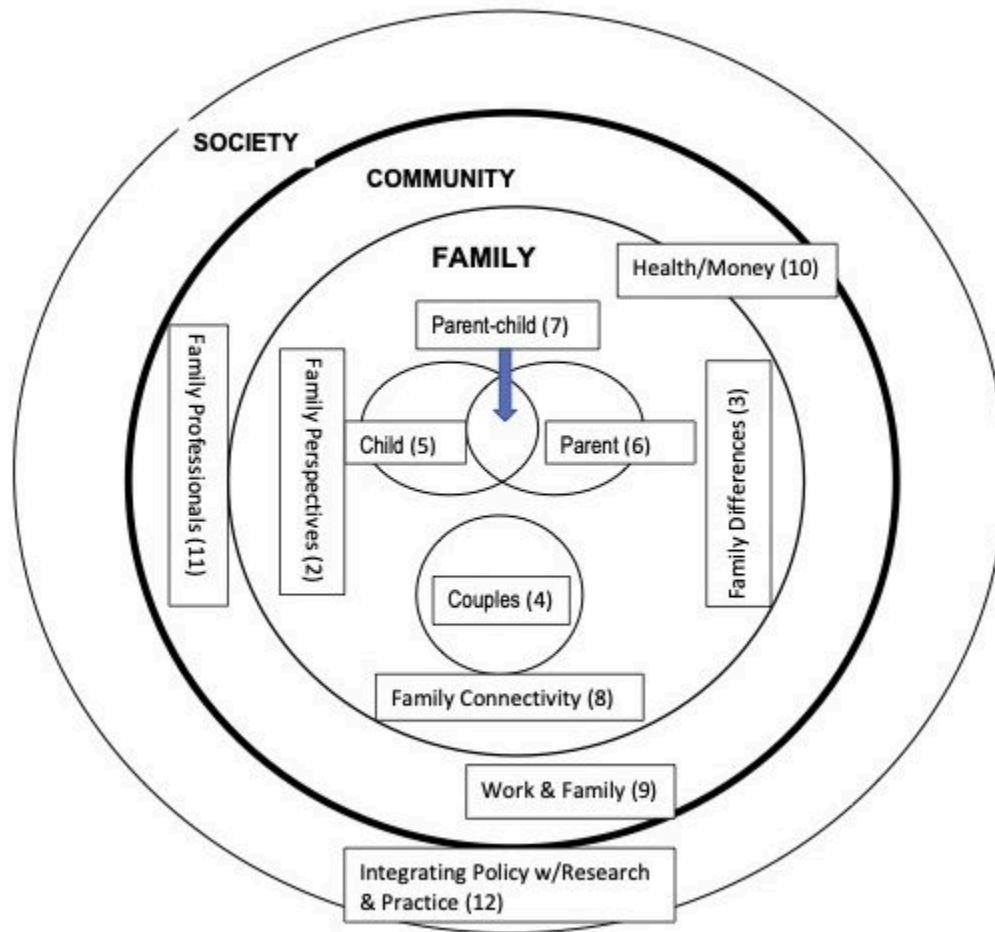 SOCIETY
COMMUNITY
FAMILY
Health/Money (10)
Parent-child (7)
Family Professionals (11)
Family Perspectives (2)
Child (5)
Parent (6)
Family Differences (3)
Couples (4)
Family Connectivity (8)
Work & Family (9)
Integrating Policy w/Research
& Practice (12)